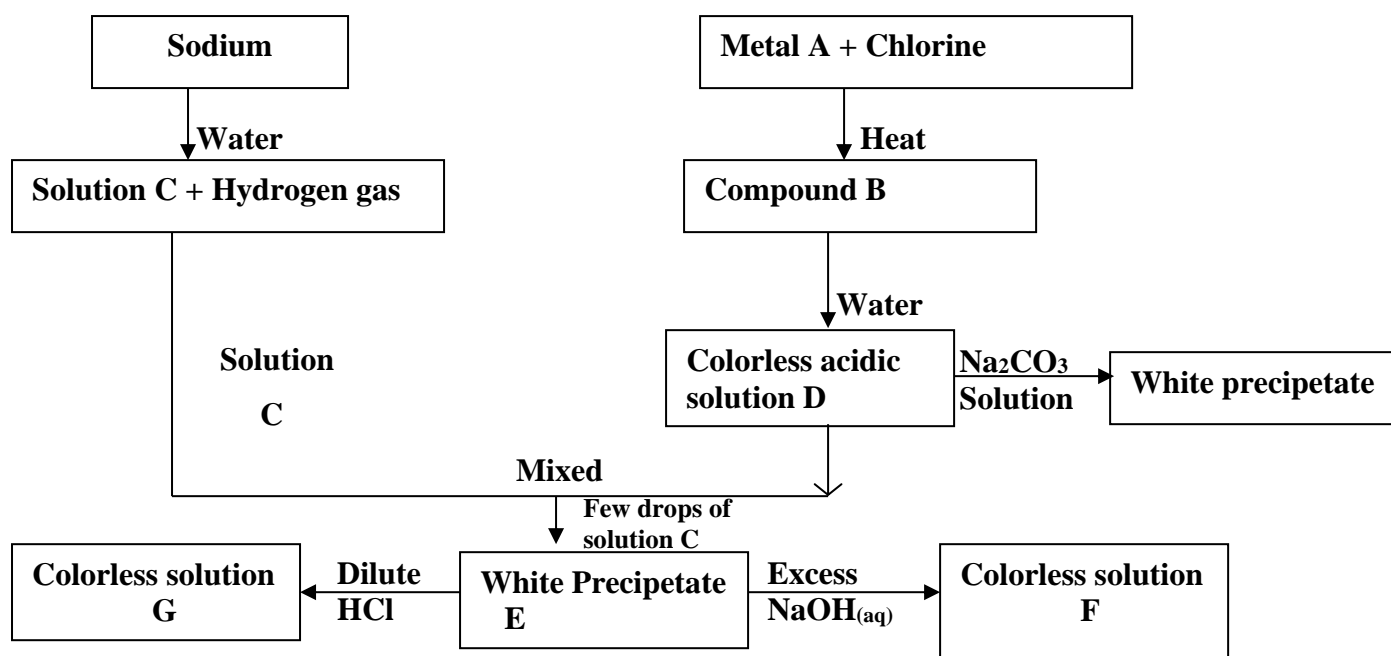 Sodium
Metal A + Chlorine
Water
Heat
Solution C + Hydrogen gas
Compound B
Water
Solution
C
Colorless acidic
solution D
Na₂CO₃
Solution
White precipetate
Mixed
Few drops of
solution C
Colorless solution
G
Dilute
HCl
White Precipetate
E
Excess
NaOH(aq)
Colorless solution
F